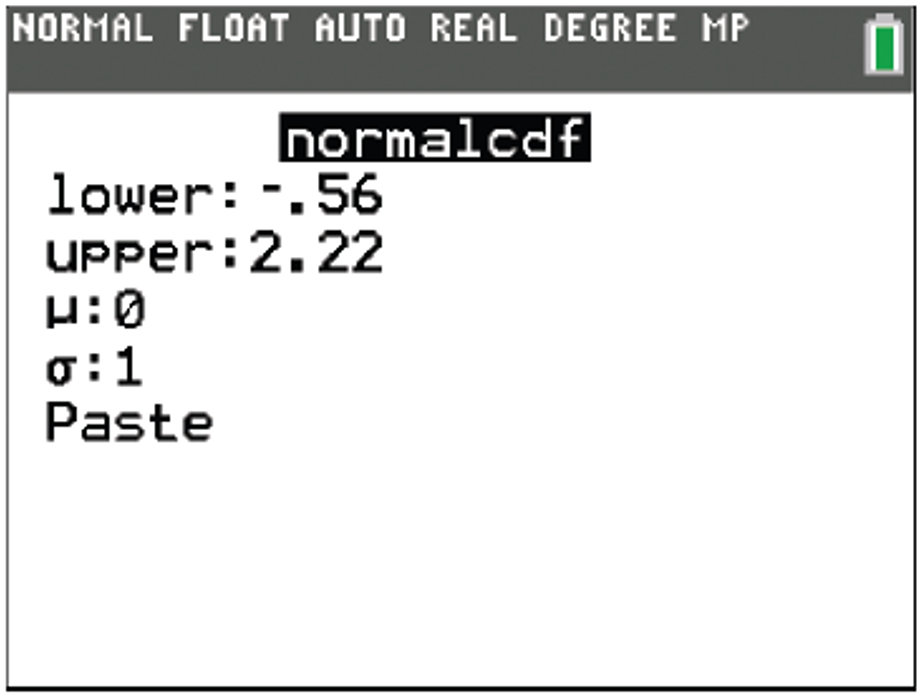 NORMAL FLOAT AUTO REAL DEGREE MP
normalcdf
lower:-.56
upper:2.22
μ:0
σ:1
Paste